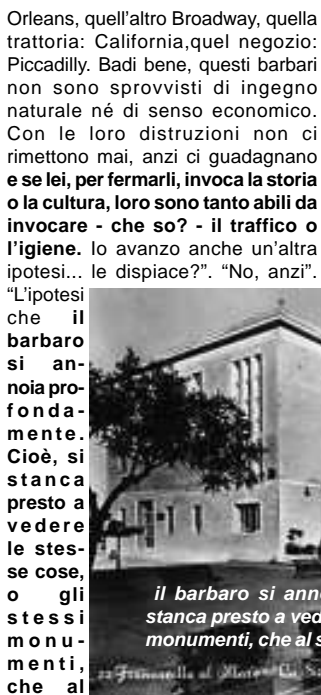 Orleans, quell'altro Broadway, quella
trattoria: California,quel negozio:
Piccadilly. Badi bene, questi barbari
non sono sprovvisti di ingegno
naturale né di senso economico.
Con le loro distruzioni non ci
rimettono mai, anzi ci guadagnano
e se lei, per fermarli, invoca la storia
o la cultura, loro sono tanto abili da
invocare - che so? - il traffico o
l'igiene. Io avanzo anche un'altra
ipotesi... le dispiace?". "No, anzi".
"L'ipotesi
che il
barbaro
si an-
noia pro-
fonda-
mente.
Cioè, si
stanca
presto a
vedere
le stes-
se cose,
o gli
stessi
monu-
menti,
che al
il barbaro si ann
stanca presto a ved
monumenti, che al s
Francavilla al Mare